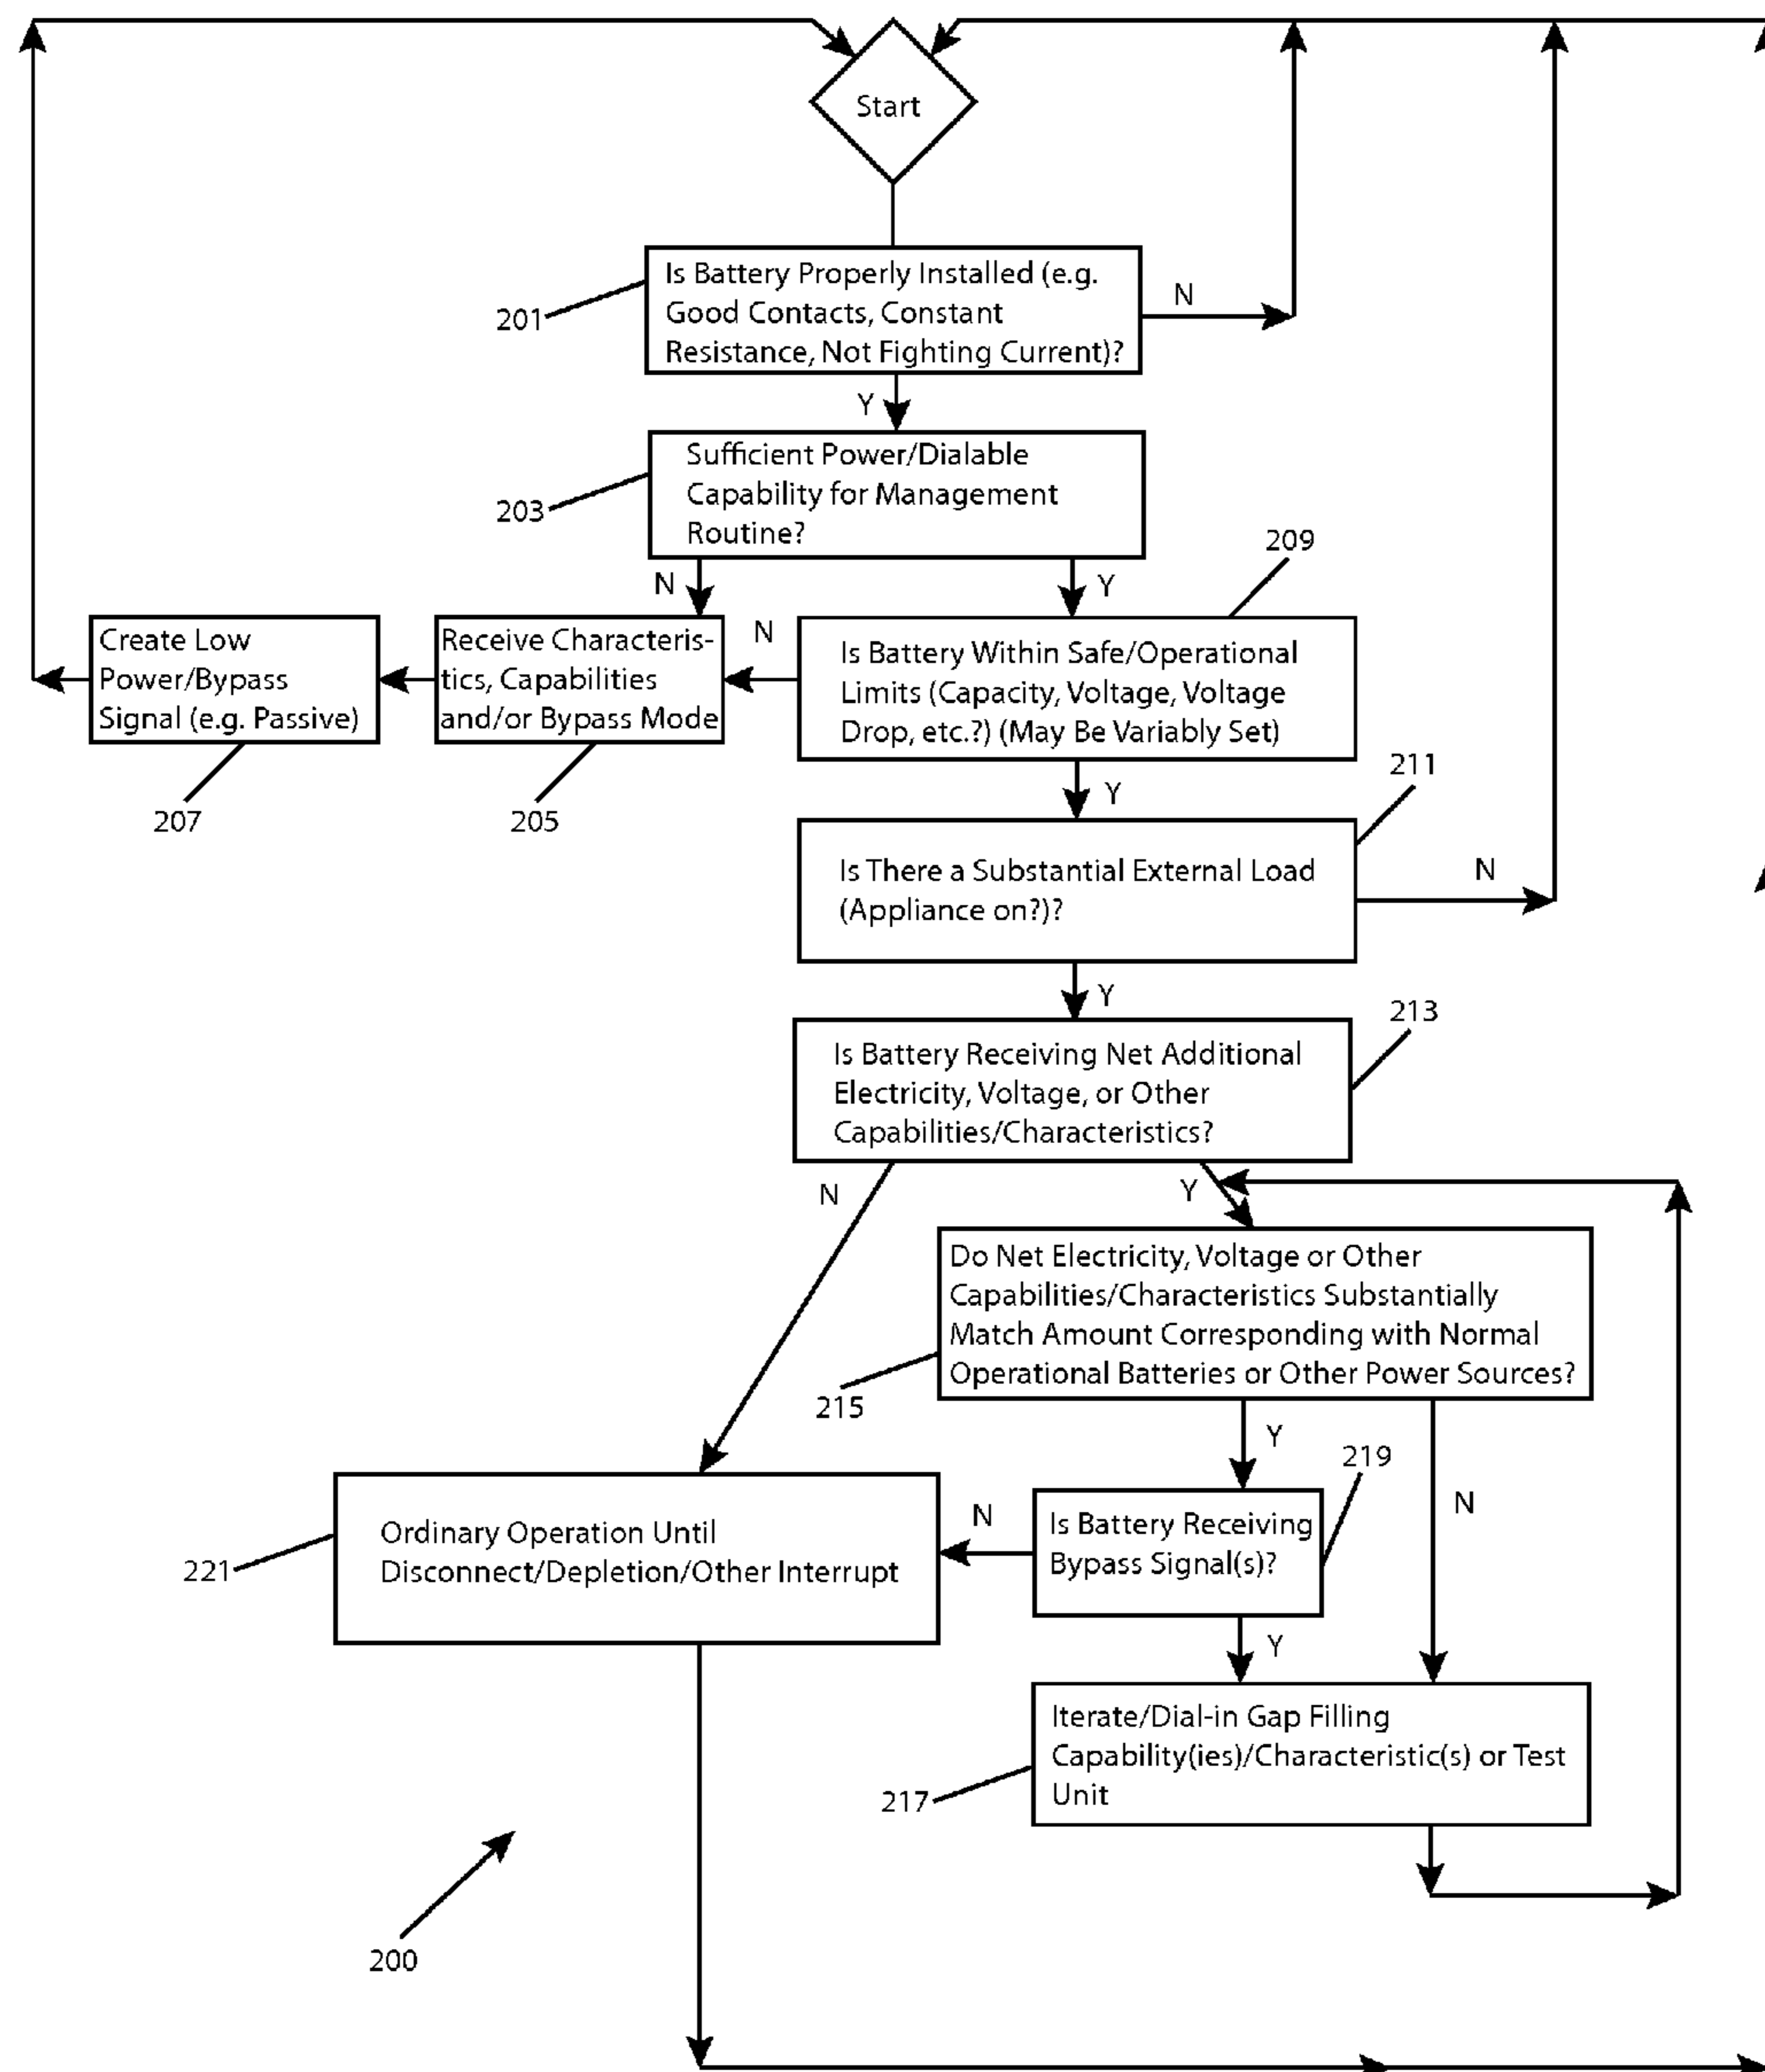 Start
Is Battery Properly Installed (e.g.
Good Contacts, Constant
Resistance, Not Fighting Current)?
N
201
Y
Sufficient Power/Dialable
Capability for Management
Routine?
203
209
N
Y
Create Low
Power/Bypass
Signal (e.g. Passive)
Receive Characteris-
tics, Capabilities
and/or Bypass Mode
N
Is Battery Within Safe/Operational
Limits (Capacity, Voltage, Voltage
Drop, etc.?) (May Be Variably Set)
207
205
Y
211
Is There a Substantial External Load
(Appliance on?)?
N
Y
213
Is Battery Receiving Net Additional
Electricity, Voltage, or Other
Capabilities/Characteristics?
N
Y
Do Net Electricity, Voltage or Other
Capabilities/Characteristics Substantially
Match Amount Corresponding with Normal
Operational Batteries or Other Power Sources?
215
Y
219
N
Is Battery Receiving
Bypass Signal(s)?
N
Ordinary Operation Until
Disconnect/Depletion/Other Interrupt
221
Y
Iterate/Dial-in Gap Filling
Capability(ies)/Characteristic(s) or Test
Unit
217
200